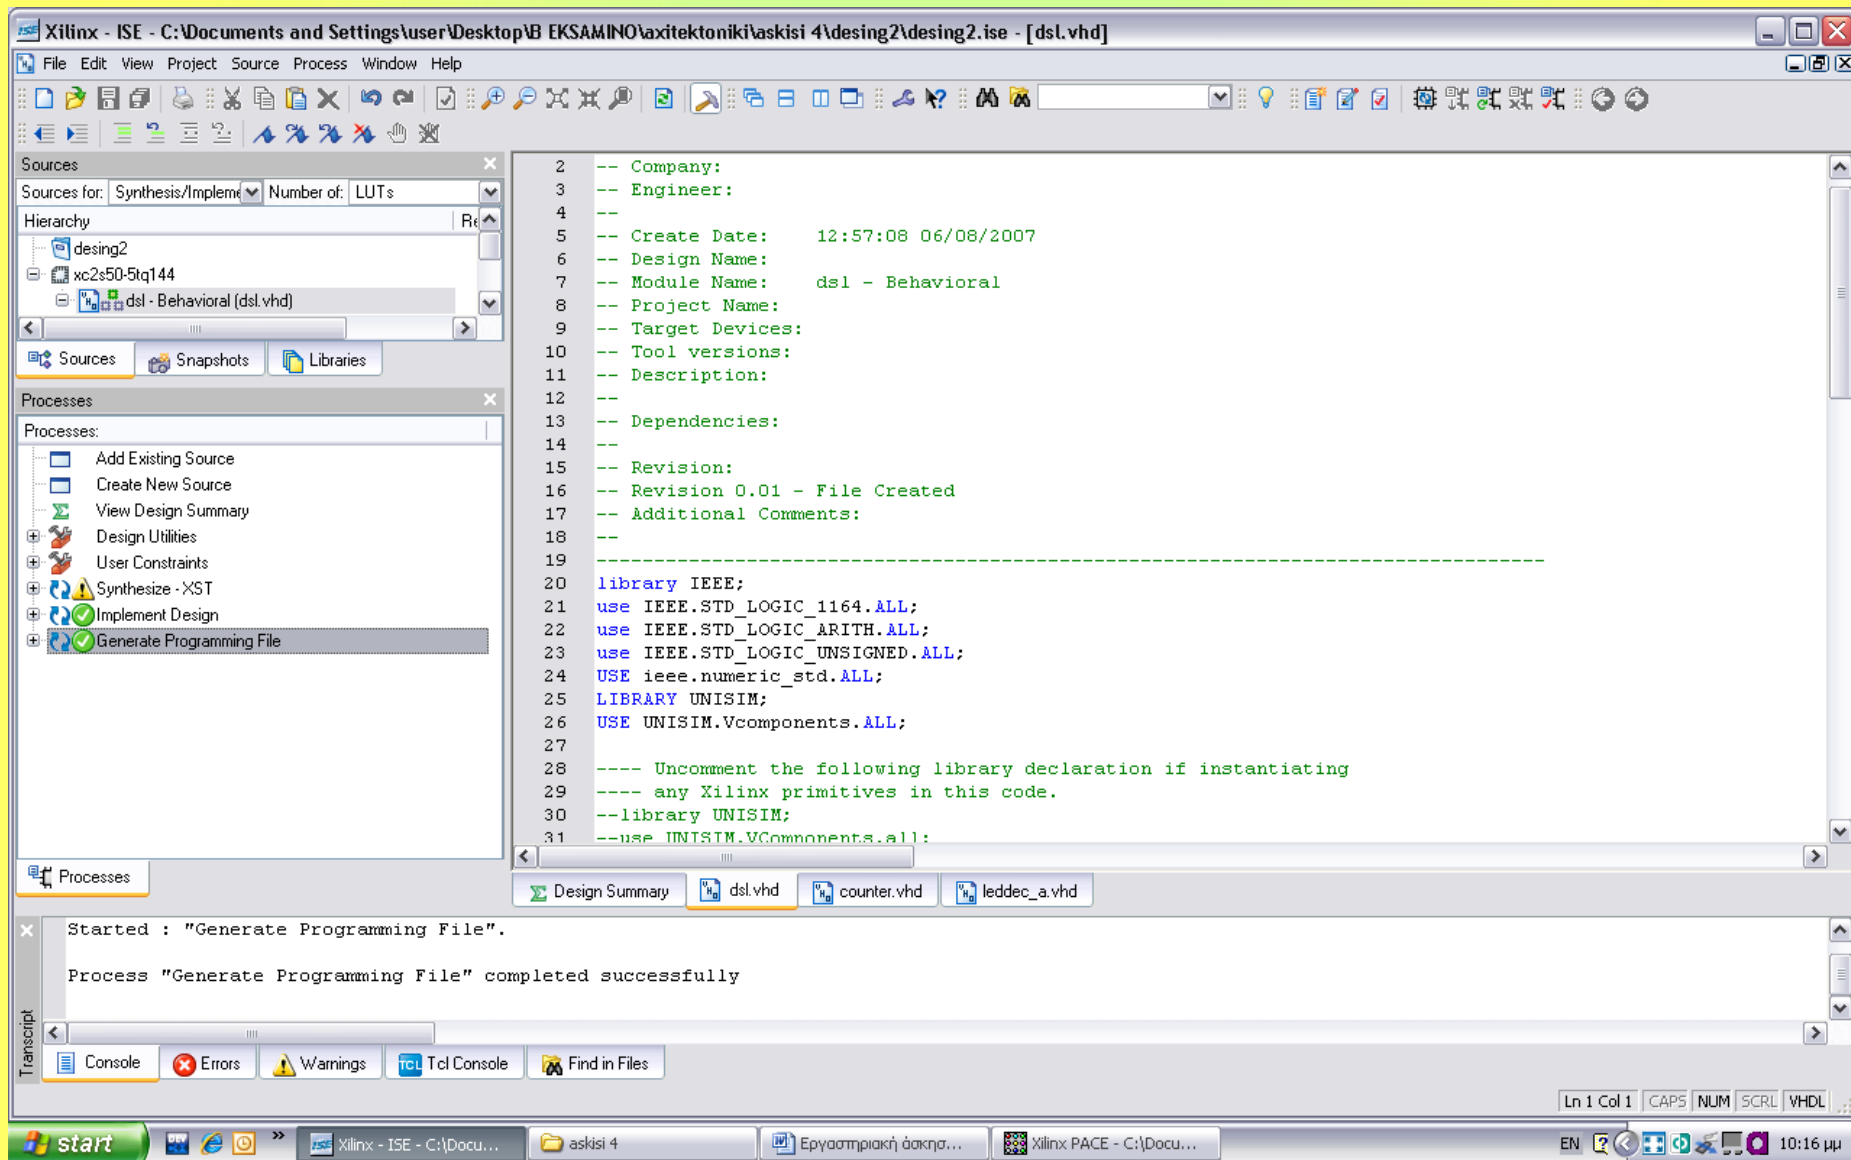 Xilinx - ISE - C:\Documents and Settings\user\Desktop\B EKSAMINO\axitektoniki\askisi 4\desing2\desing2.ise - [dsl.vhd]
File Edit View Project Source Process Window Help
Sources
Sources for: Synthesis/Impleme Number of: LUTs
Hierarchy Re
desing2
xc2s50-5tq144
dsl - Behavioral (dsl.vhd)
Sources Snapshots Libraries
Processes
Processes:
Add Existing Source
Create New Source
View Design Summary
Design Utilities
User Constraints
Synthesize - XST
Implement Design
Generate Programming File
Processes
2 -- Company:
3 -- Engineer:
4 --
5 -- Create Date:    12:57:08 06/08/2007
6 -- Design Name:
7 -- Module Name:    dsl - Behavioral
8 -- Project Name:
9 -- Target Devices:
10 -- Tool versions:
11 -- Description:
12 --
13 -- Dependencies:
14 --
15 -- Revision:
16 -- Revision 0.01 - File Created
17 -- Additional Comments:
18 --
19 --------------------------------------------------------------------------------
20 library IEEE;
21 use IEEE.STD_LOGIC_1164.ALL;
22 use IEEE.STD_LOGIC_ARITH.ALL;
23 use IEEE.STD_LOGIC_UNSIGNED.ALL;
24 USE ieee.numeric_std.ALL;
25 LIBRARY UNISIM;
26 USE UNISIM.Vcomponents.ALL;
27
28 ---- Uncomment the following library declaration if instantiating
29 ---- any Xilinx primitives in this code.
30 --library UNISIM;
31 --use UNISIM.VComponents.all;
Design Summary dsl.vhd counter.vhd leddec_a.vhd
Started : "Generate Programming File".
Process "Generate Programming File" completed successfully
Transcript
Console Errors Warnings TCL Tcl Console Find in Files
Ln 1 Col 1 CAPS NUM SCRL VHDL
start Xilinx - ISE - C:\Docu... askisi 4 Εργαστηριακή άσκησ... Xilinx PACE - C:\Docu... EN 10:16 μμ